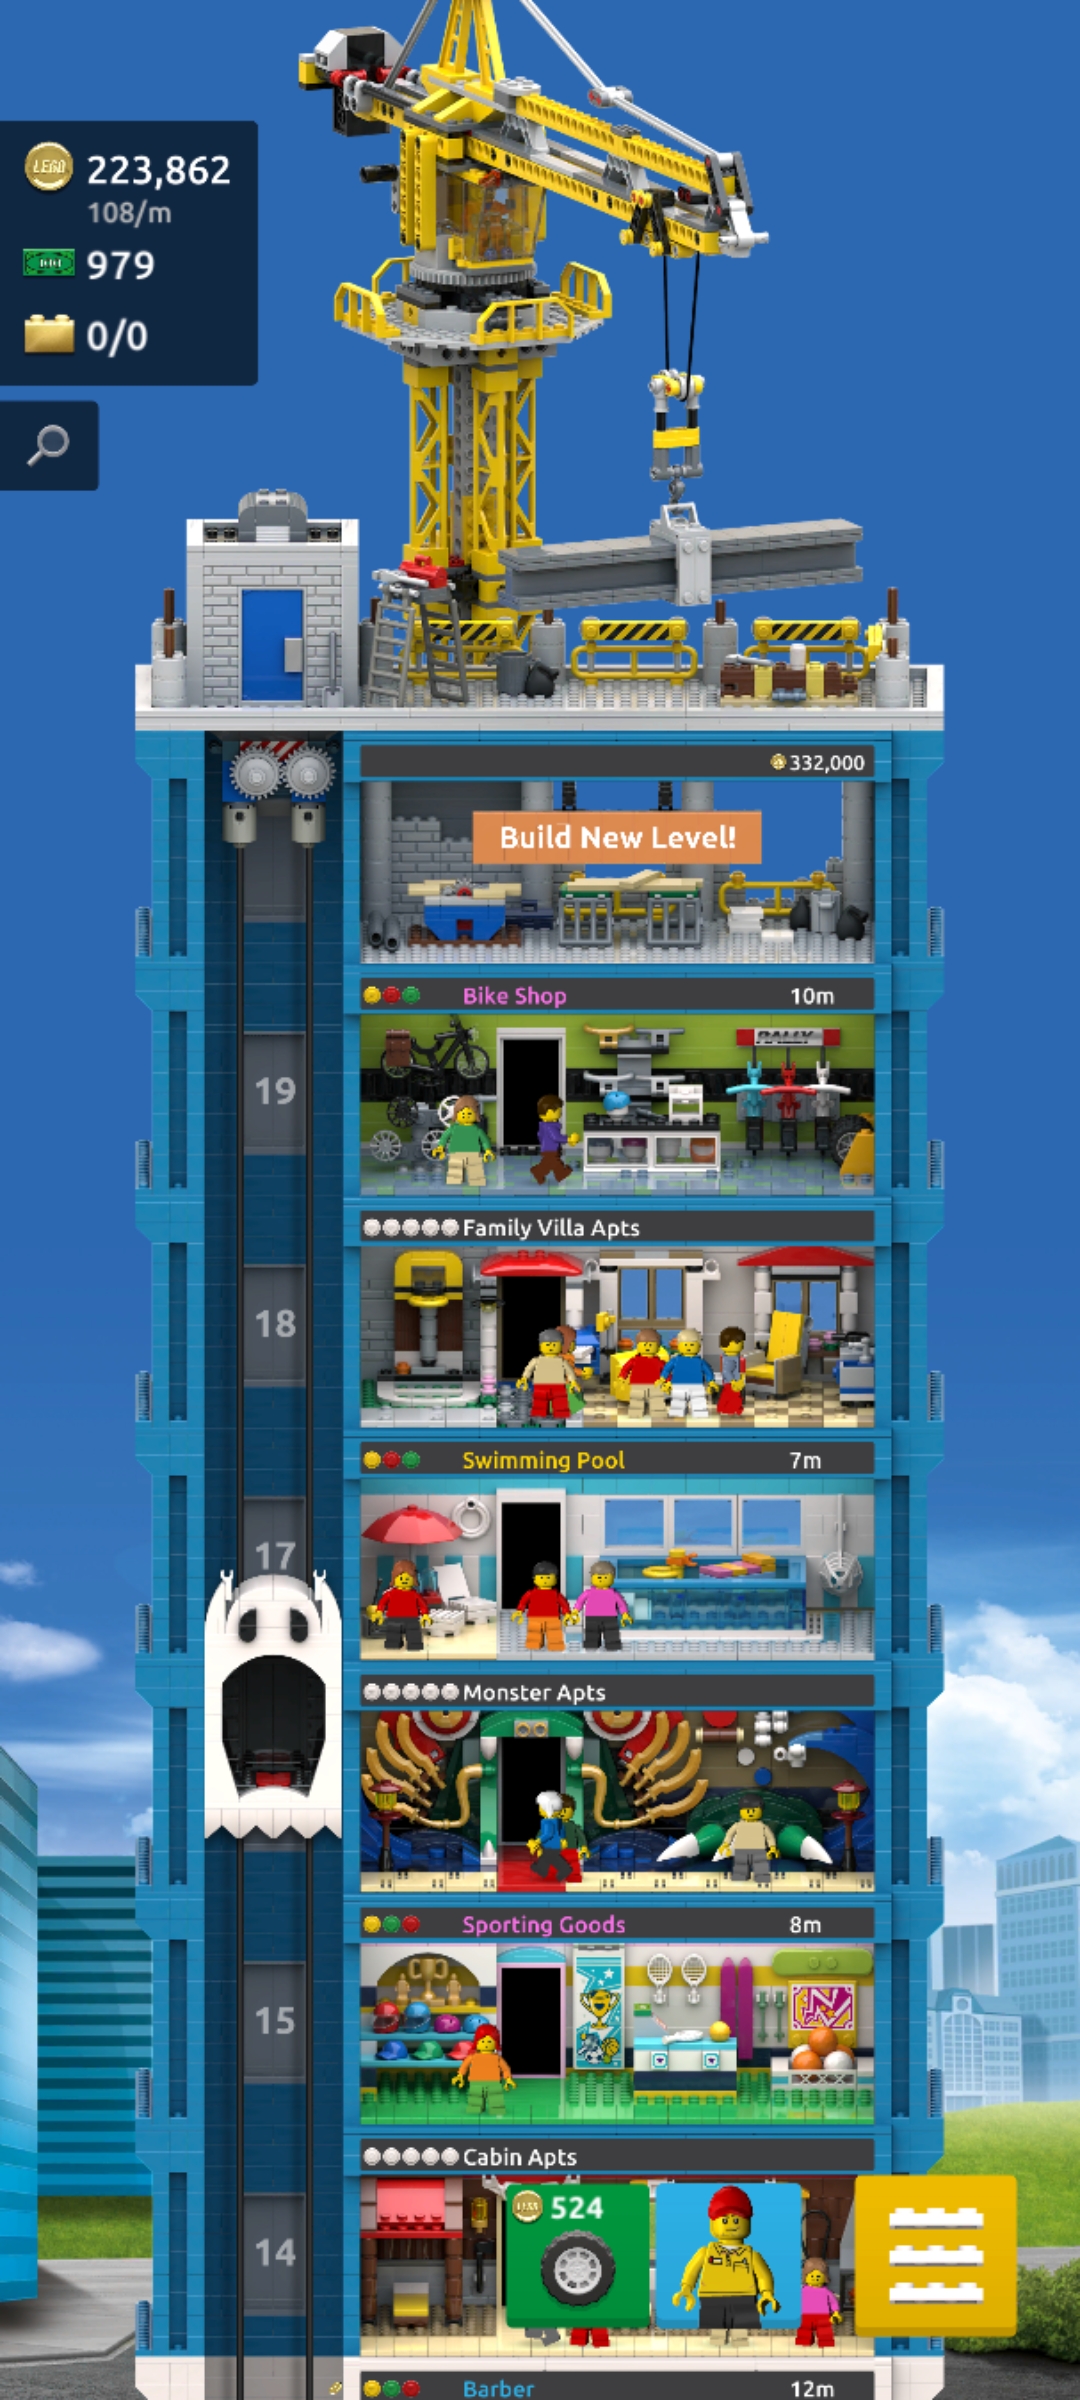 LEGO 223,862
108/m
979
0/0
332,000
Build New Level!
Bike Shop 10m
RALLY
19
Family Villa Apts
18
Swimming Pool 7m
17
Monster Apts
Sporting Goods 8m
N
15
Cabin Apts
524
14
Barber 12m